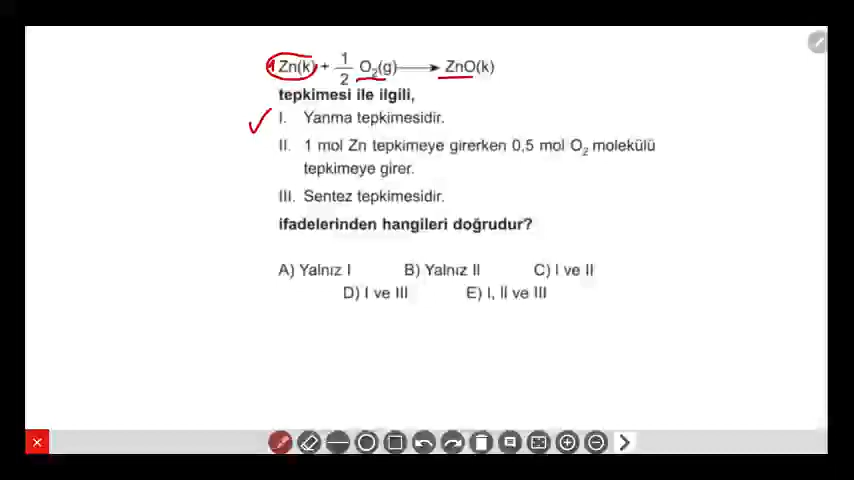 1 Zn(k) + 1/2 O₂(g) ⟶ ZnO(k)
tepkimesi ile ilgili,
I. Yanma tepkimesidir.
II. 1 mol Zn tepkimeye girerken 0,5 mol O₂ molekülü
tepkimeye girer.
III. Sentez tepkimesidir.
ifadelerinden hangileri doğrudur?
A) Yalnız I B) Yalnız II C) I ve II
D) I ve III E) I, II ve III